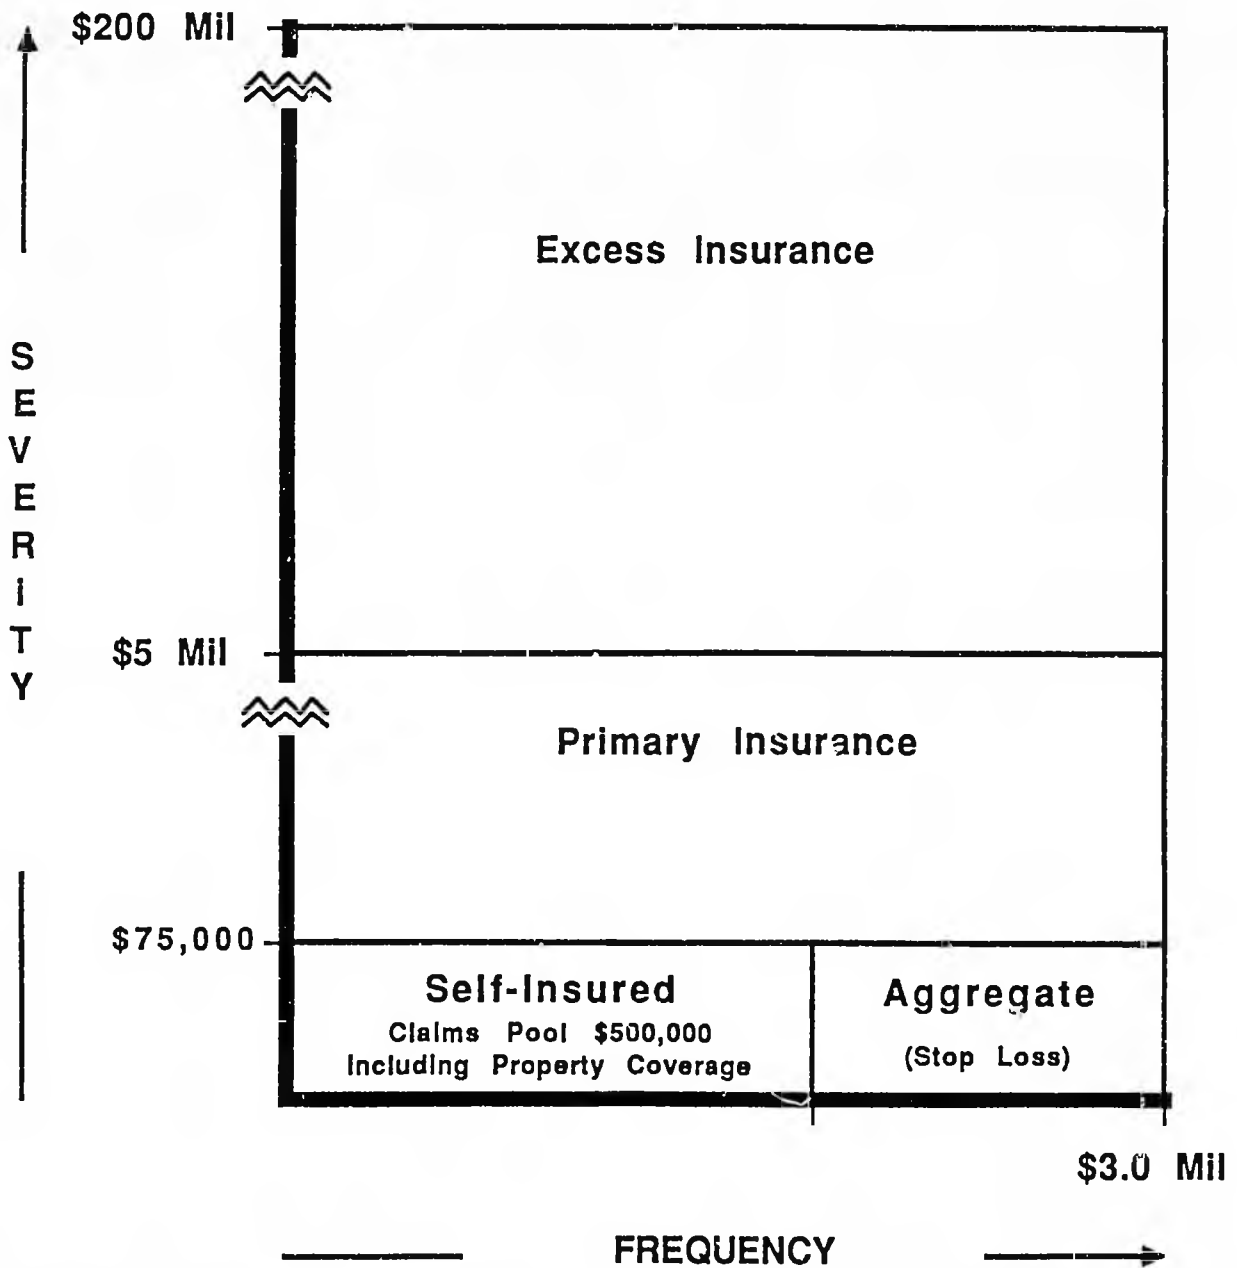 $200 Mil
Excess Insurance
SEVERITY
$5 Mil
Primary Insurance
$75,000
Self-Insured
Claims Pool $500,000
Including Property Coverage
Aggregate
(Stop Loss)
$3.0 Mil
FREQUENCY